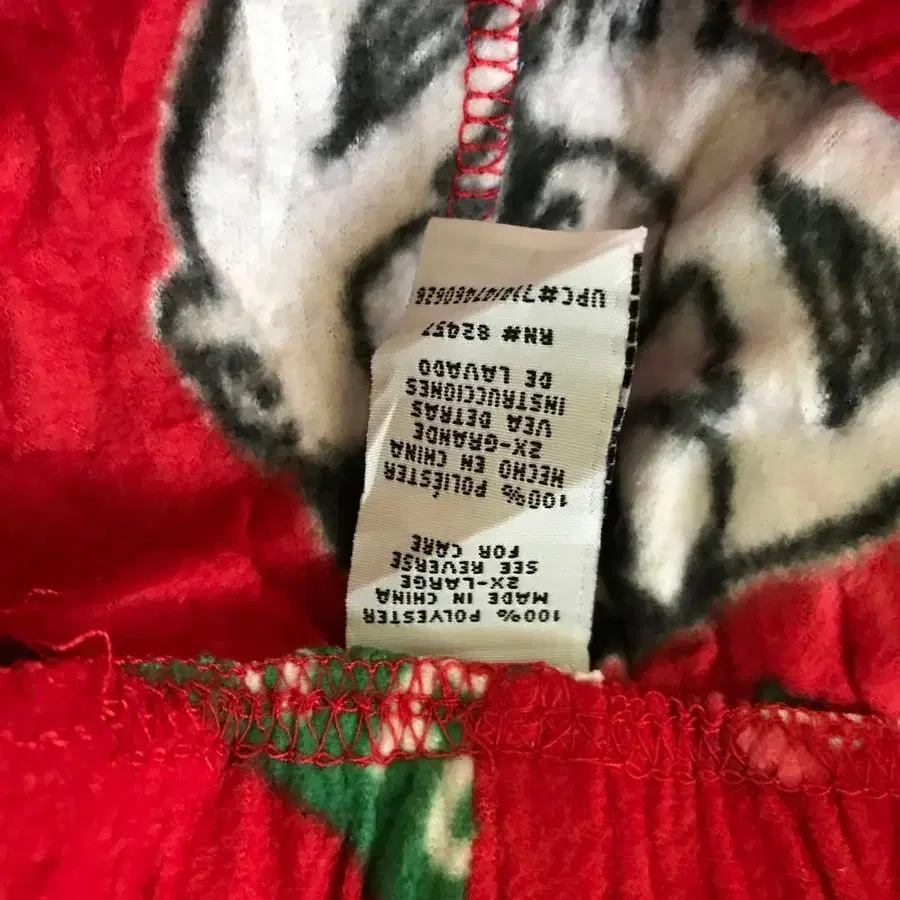 100% POLYESTER
MADE IN CHINA
2X-LARGE
SEE REVERSE
FOR CARE
100% POLIÉSTER
HECHO EN CHINA
2X-GRANDE
VEA DETRAS
INSTRUCCIONES
DE LAVADO
RN# 82457